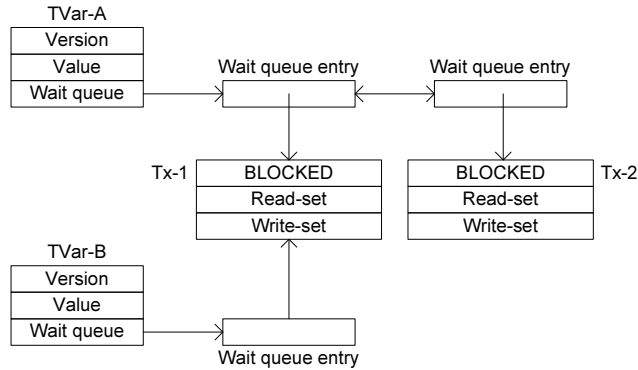 TVar-A
Version
Value
Wait queue
Wait queue entry
Wait queue entry
Tx-1
BLOCKED
Read-set
Write-set
BLOCKED
Read-set
Write-set
Tx-2
TVar-B
Version
Value
Wait queue
Wait queue entry